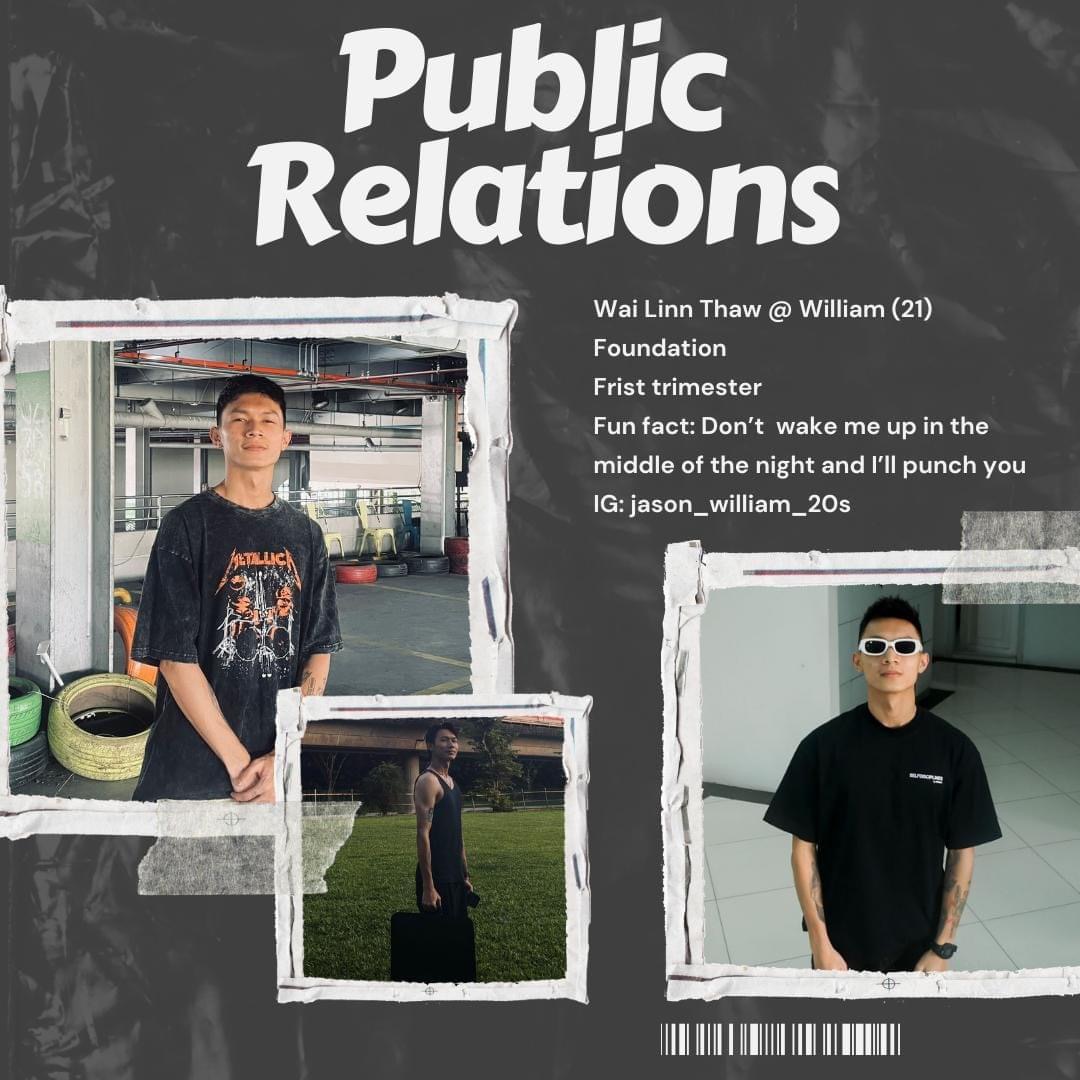 Public
Relations
Wai Linn Thaw @ William (21)
Foundation
Frist trimester
Fun fact: Don’t  wake me up in the
middle of the night and I’ll punch you
IG: jason_william_20s
METALLICA
SELFDISCIPLINES